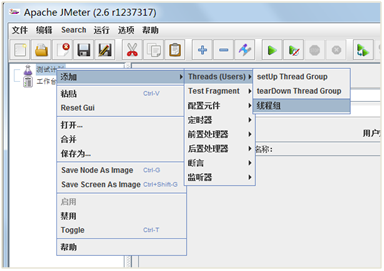 Apache JMeter (2.6 r1237317)
文件 编辑 Search 运行 选项 帮助
测试计划
工作台
添加
粘贴 Ctrl-V
Reset Gui
打开...
合并
保存为...
Save Node As Image Ctrl-G
Save Screen As Image Ctrl+Shift-G
启用
禁用
Toggle Ctrl-T
帮助
Threads (Users)
Test Fragment
配置元件
定时器
前置处理器
后置处理器
断言
监听器
setUp Thread Group
tearDown Thread Group
线程组
用户
名称: